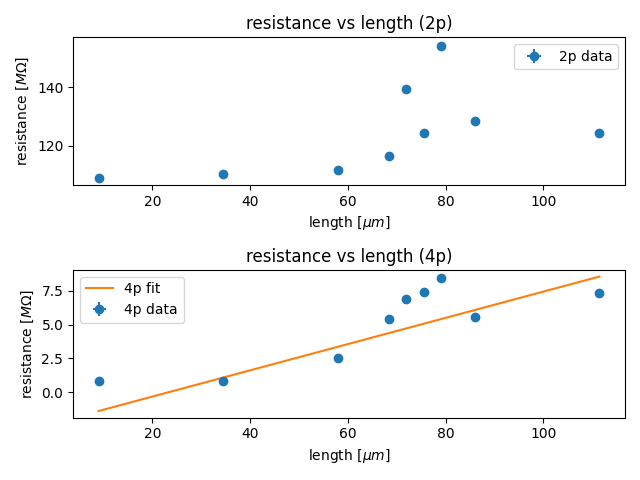 resistance vs length (2p)
2p data
resistance [MΩ]
140
120
20 40 60 80 100
length [μm]
resistance vs length (4p)
4p fit
4p data
resistance [MΩ]
7.5
5.0
2.5
0.0
20 40 60 80 100
length [μm]